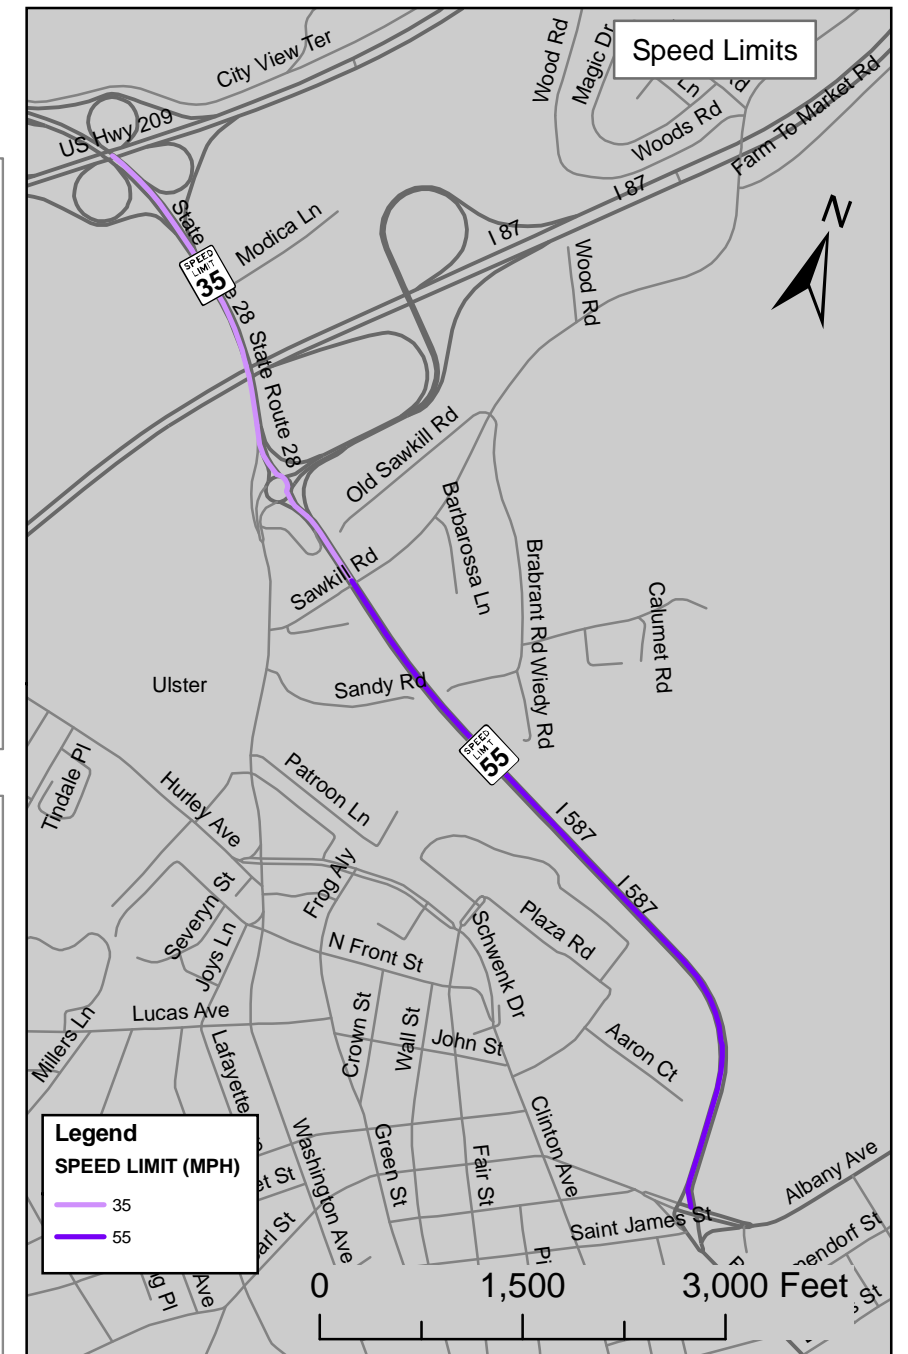 Speed Limits
City View Ter
Wood Rd
Magic Dr
Ln
Woods Rd
Farm To Market Rd
US Hwy 209
I 87
I 87
N
State
Modica Ln
SPEED
LIMIT
35
e 28
State Route 28
Wood Rd
Old Sawkill Rd
Barbarossa Ln
Sawkill Rd
Brabrant Rd
Calumet Rd
Ulster
Sandy Rd
Wiedy Rd
SPEED
LIMIT
55
Tindale Pl
Hurley Ave
Patroon Ln
I 587
I 587
Frog Aly
Severyn St
Joys Ln
N Front St
Schwenk Dr
Plaza Rd
Lucas Ave
Millers Ln
Crown St
Wall St
John St
Aaron Ct
Lafayette
Washington Ave
Green St
Fair St
Clinton Ave
Albany Ave
Saint James St
et St
arl St
Pi
pendorf St
s St
g Pl
Ave
Legend
SPEED LIMIT (MPH)
35
55
0 1,500 3,000 Feet